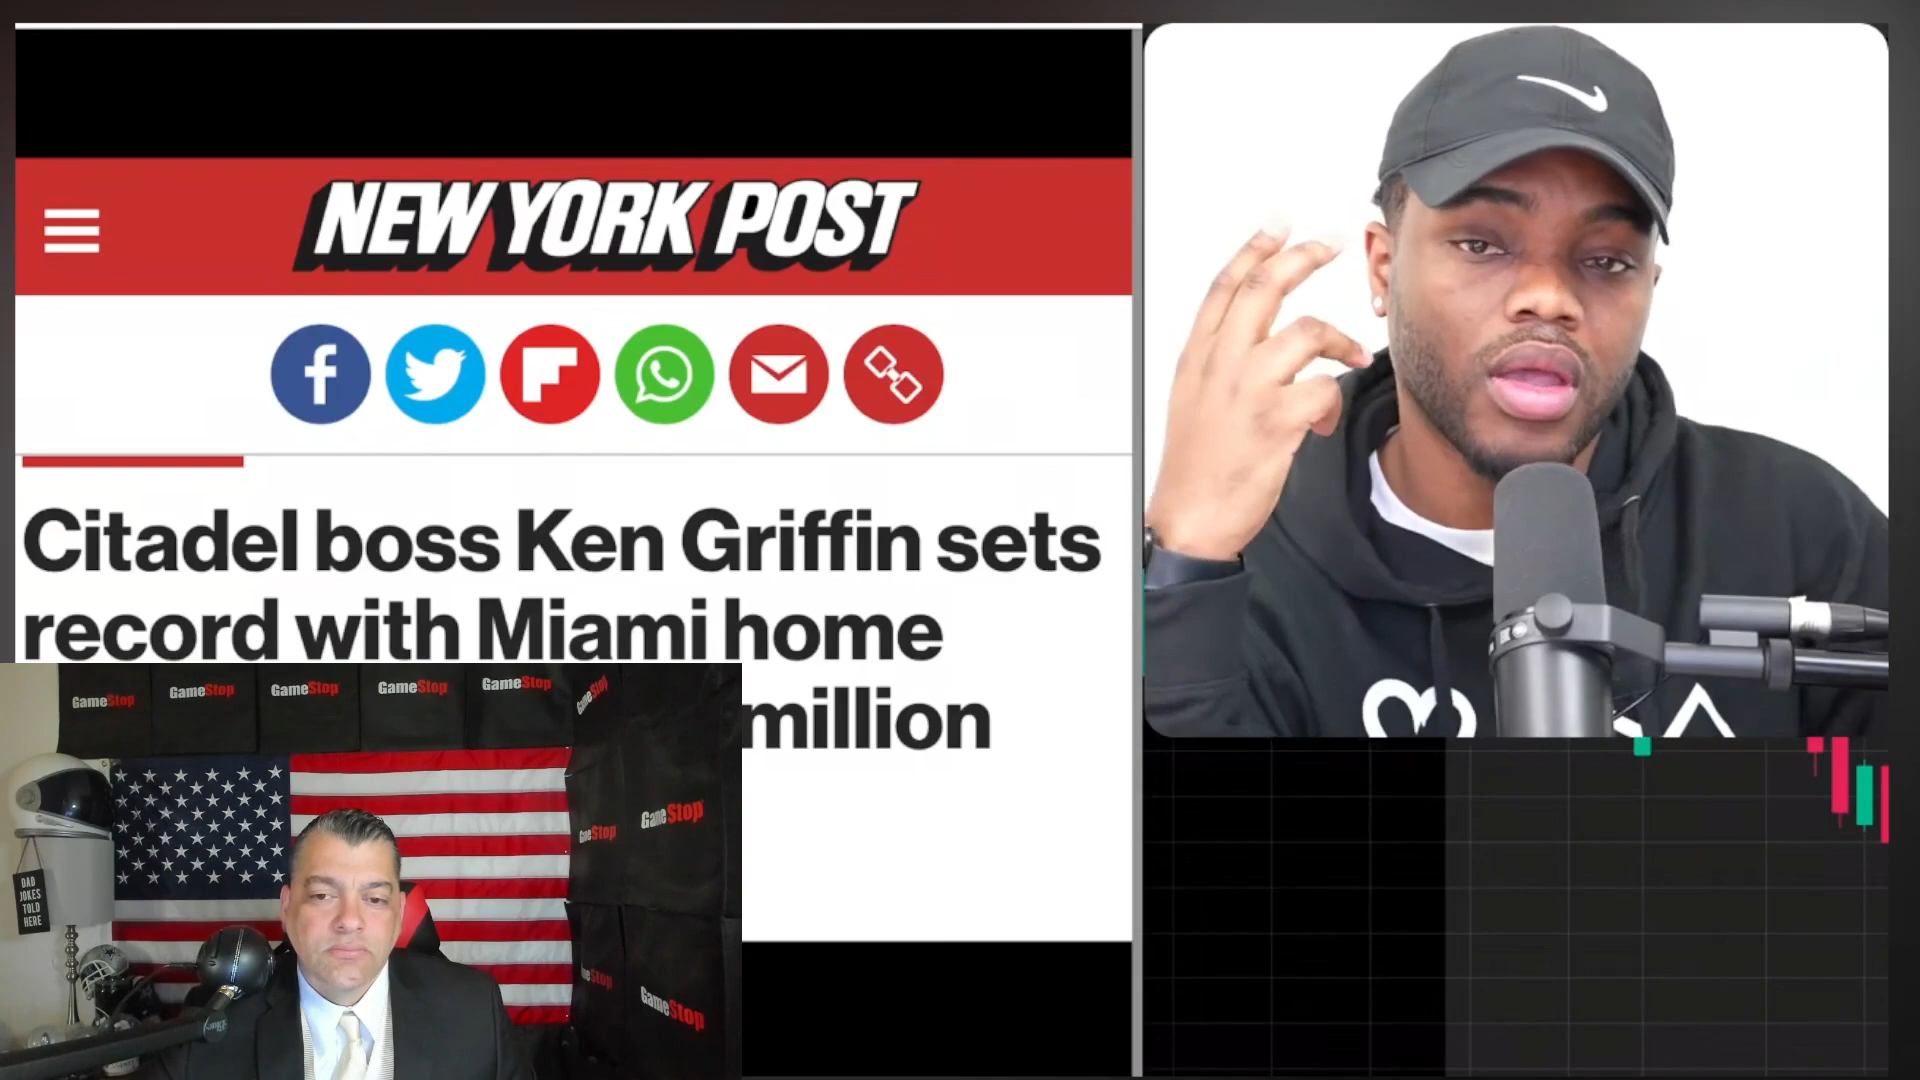 NEW YORK POST
Citadel boss Ken Griffin sets
record with Miami home
million
GameStop
GameStop
GameStop
GameStop
GameStop
GameStop
GameStop
GameStop
GameStop
DAD
JOKES
TOLD
HERE